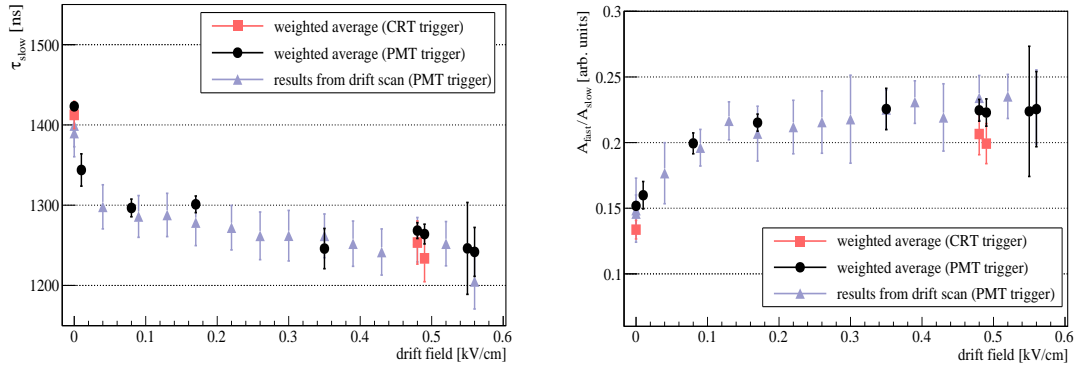 τslow [ns]
1500
1400
1300
1200
weighted average (CRT trigger)
weighted average (PMT trigger)
results from drift scan (PMT trigger)
0 0.1 0.2 0.3 0.4 0.5 0.6
drift field [kV/cm]
Afast/Aslow [arb. units]
0.3
0.25
0.2
0.15
0.1
weighted average (CRT trigger)
weighted average (PMT trigger)
results from drift scan (PMT trigger)
0 0.1 0.2 0.3 0.4 0.5 0.6
drift field [kV/cm]